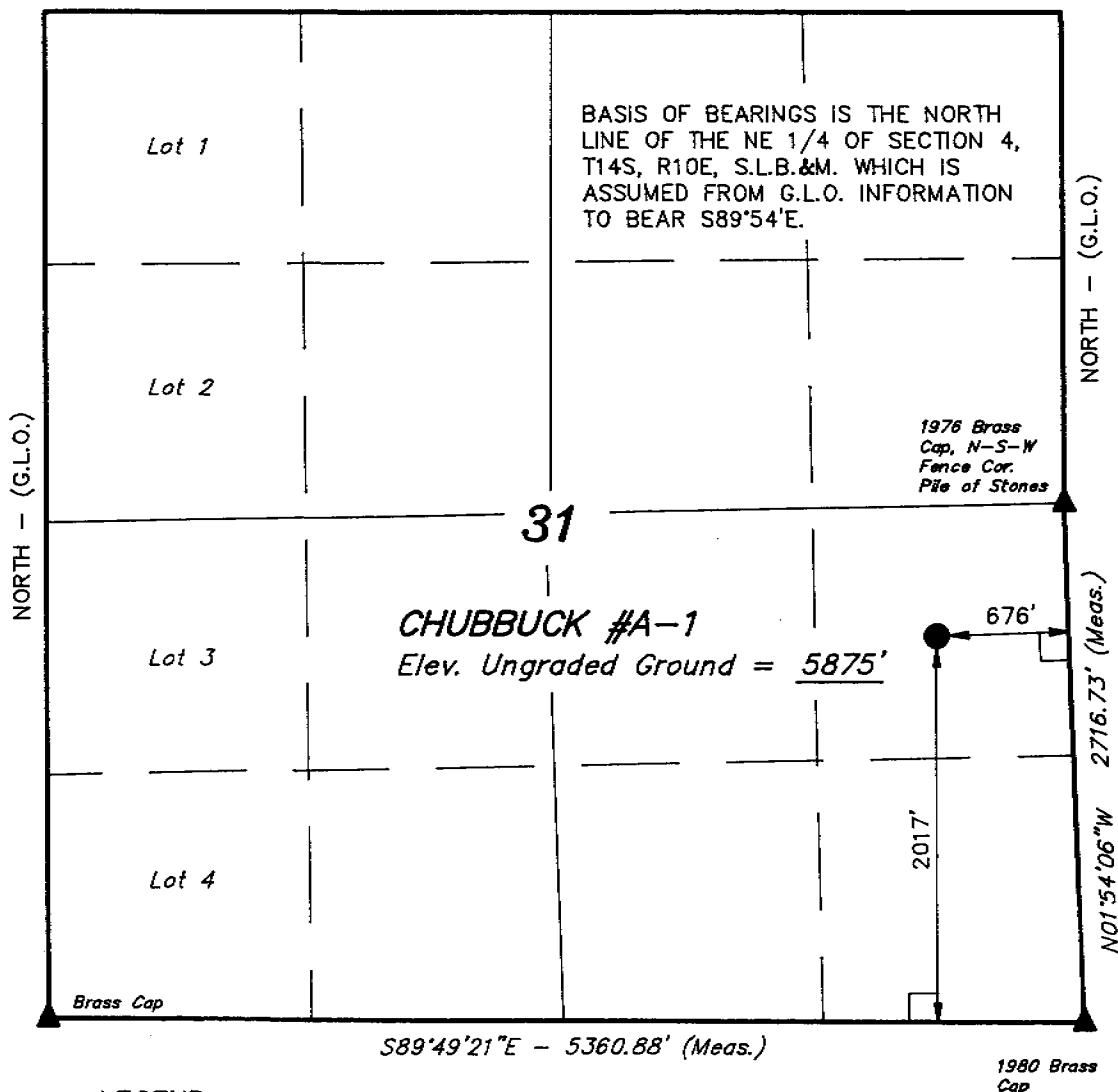 Lot 1
BASIS OF BEARINGS IS THE NORTH
LINE OF THE NE 1/4 OF SECTION 4,
T14S, R10E, S.L.B.&M. WHICH IS
ASSUMED FROM G.L.O. INFORMATION
TO BEAR S89°54'E.
NORTH - (G.L.O.)
Lot 2
NORTH - (G.L.O.)
1976 Brass
Cap, N-S-W
Fence Cor.
Pile of Stones
31
CHUBBUCK #A-1
Elev. Ungraded Ground = 5875'
676'
Lot 3
N01°54'06"W 2716.73' (Meas.)
2017'
Lot 4
Brass Cap
S89°49'21"E - 5360.88' (Meas.)
1980 Brass
Cap